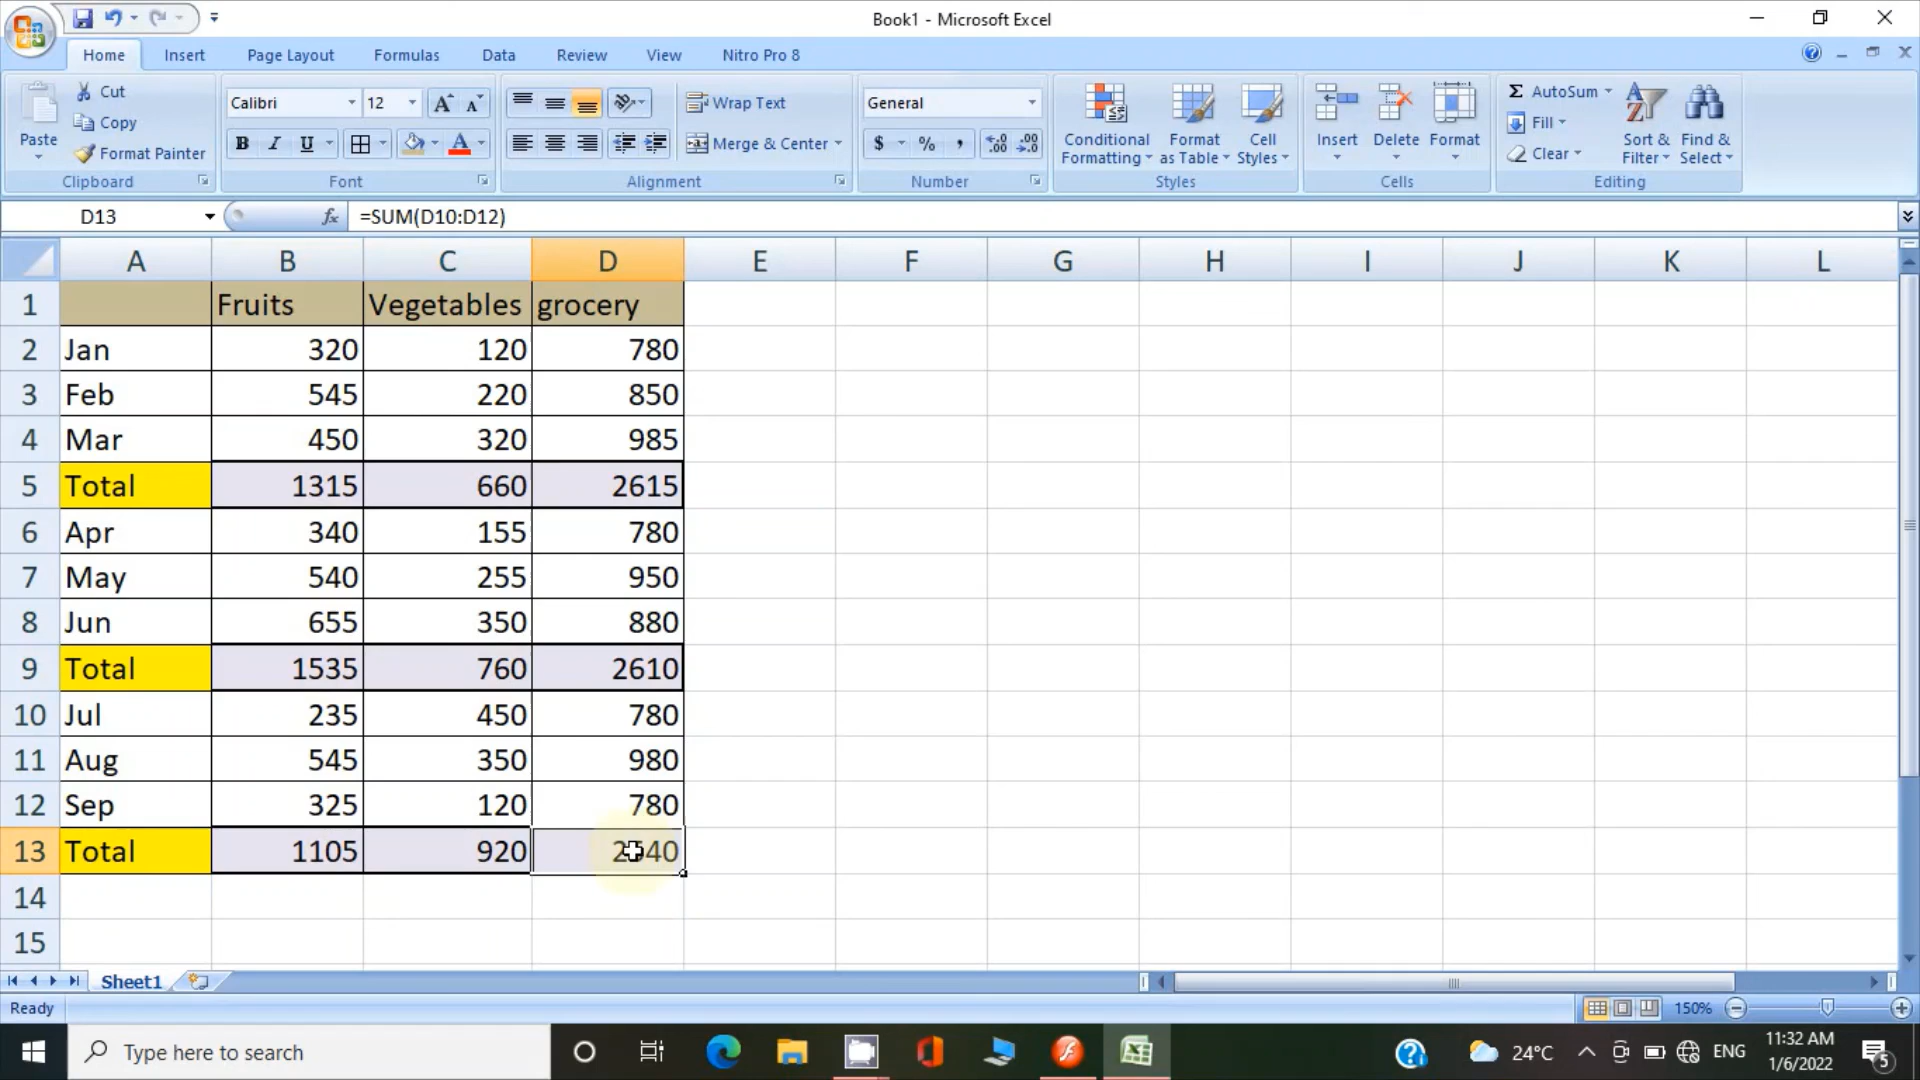 Book1 - Microsoft Excel
Home Insert Page Layout Formulas Data Review View Nitro Pro 8
Paste
Cut
Copy
Format Painter
Clipboard
Calibri 12
B I U
Font
Wrap Text
Merge & Center
Alignment
General
$ % ,
Number
Conditional Formatting
Format as Table
Cell Styles
Styles
Insert Delete Format
Cells
Σ AutoSum
Fill
Clear
Sort & Filter
Find & Select
Editing
D13 fx =SUM(D10:D12)
A B C D E F G H I J K L
1 Fruits Vegetables grocery
2 Jan 320 120 780
3 Feb 545 220 850
4 Mar 450 320 985
5 Total 1315 660 2615
6 Apr 340 155 780
7 May 540 255 950
8 Jun 655 350 880
9 Total 1535 760 2610
10 Jul 235 450 780
11 Aug 545 350 980
12 Sep 325 120 780
13 Total 1105 920
14
15
Sheet1
Ready 150%
Type here to search
24°C ENG
11:32 AM
1/6/2022
5